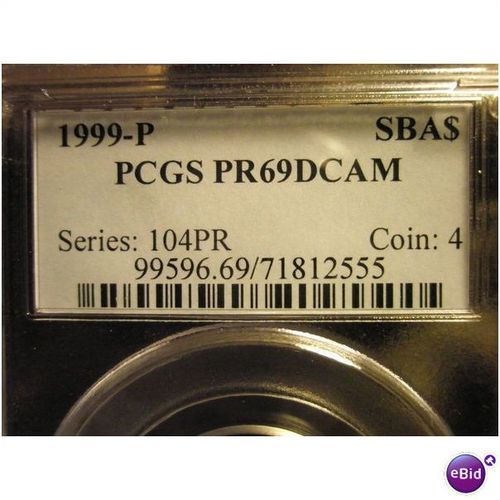 1999-P SBA$
PCGS PR69DCAM
Series: 104PR Coin: 4
99596.69/71812555
eBid